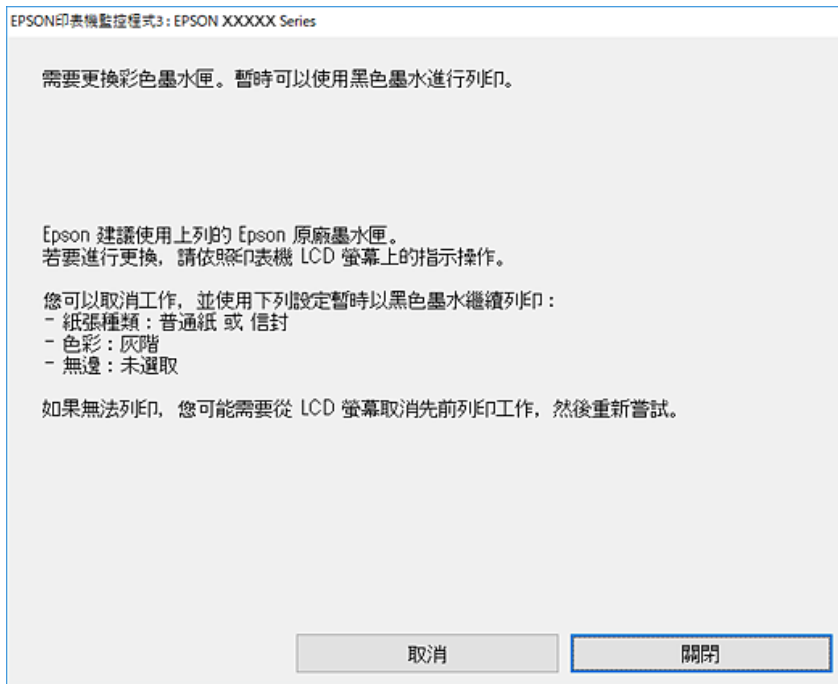 EPSON印表機監控程式3 : EPSON XXXXX Series
需要更換彩色墨水匣。暫時可以使用黑色墨水進行列印。
Epson 建議使用上列的 Epson 原廠墨水匣。
若要進行更換，請依照印表機 LCD 螢幕上的指示操作。
您可以取消工作，並使用下列設定暫時以黑色墨水繼續列印：
- 紙張種類：普通紙 或 信封
- 色彩：灰階
- 無邊：未選取
如果無法列印，您可能需要從 LCD 螢幕取消先前列印工作，然後重新嘗試。
取消
關閉